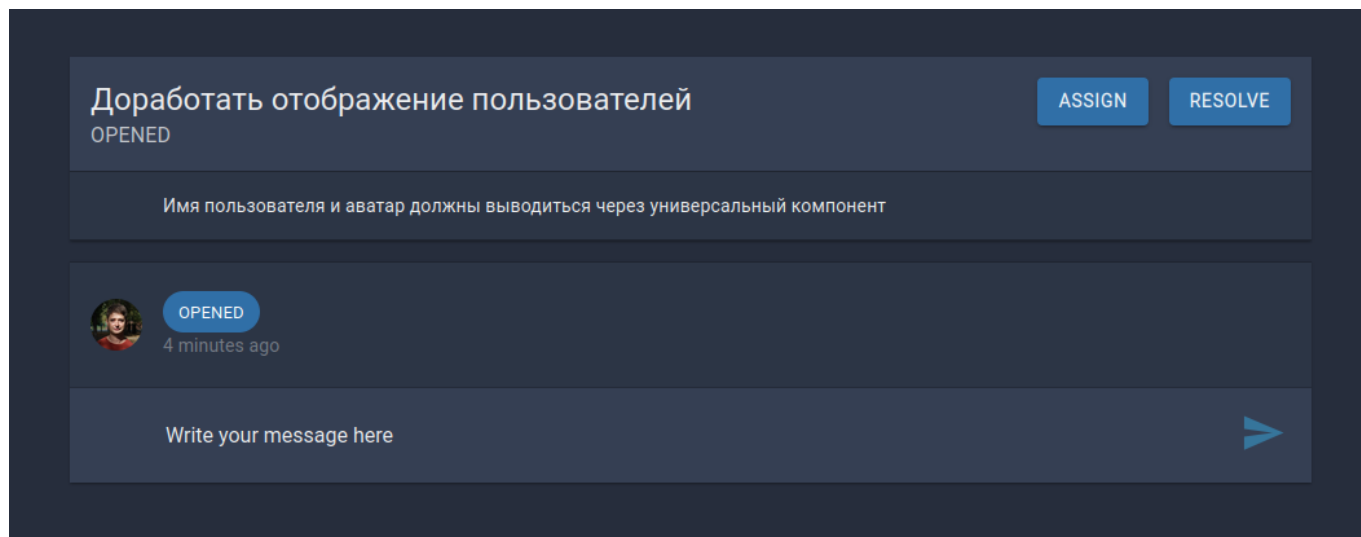 Доработать отображение пользователей
OPENED
ASSIGN
RESOLVE
Имя пользователя и аватар должны выводиться через универсальный компонент
OPENED
4 minutes ago
Write your message here